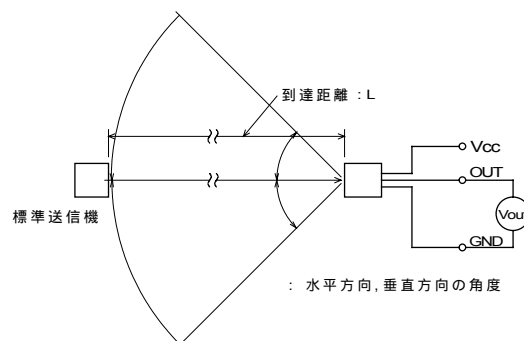 到達距離：L
Vcc
OUT
Vout
GND
標準送信機
： 水平方向,垂直方向の角度